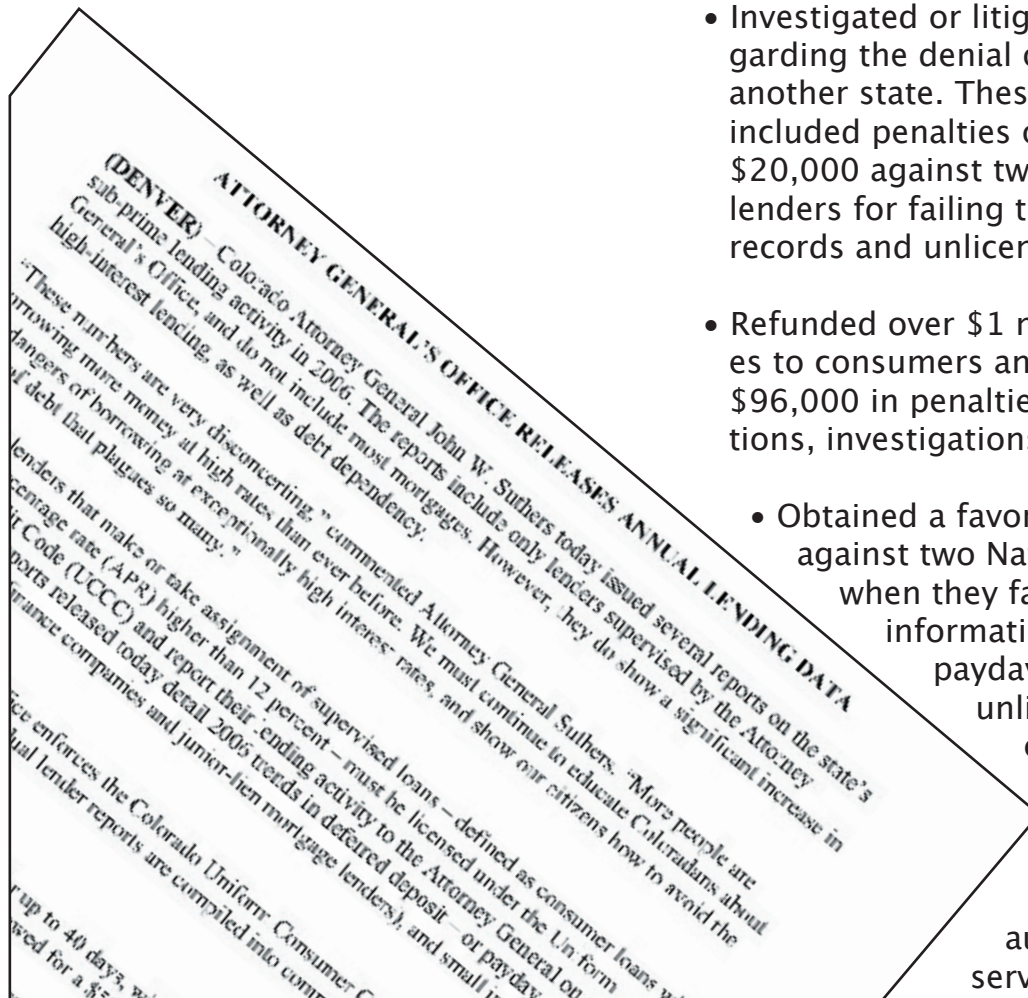 • Investigated or litig
garding the denial
another state. Thes
included penalties
$20,000 against tw
lenders for failing t
records and unlicen
• Refunded over $1
es to consumers an
$96,000 in penaltie
tions, investigations
• Obtained a favor
against two Na
when they fa
informati
payday
unli
au
serv
ATTORNEY GENERAL'S OFFICE RELEASES ANNUAL LENDING DATA
(DENVER) – Colorado Attorney General John W. Suthers today issued several reports on the state's
sub-prime lending activity in 2006. The reports include only lenders supervised by the Attorney
General's Office, and do not include most mortgages. However, they do show a significant increase in
high-interest lending, as well as debt dependency.
"These numbers are very disconcerting," commented Attorney General Suthers. "More people are
rrowing more money at high rates than ever before. We must continue to educate Coloradans about
dangers of borrowing at exceptionally high interest rates, and show our citizens how to avoid the
of debt that plagues so many."
lenders that make or take assignment of supervised loans – defined as consumer loans
centage rate (APR) higher than 12 percent – must be licensed under the Uniform
it Code (UCCC) and report their lending activity to the Attorney General on
ports released today detail 2006 trends in deferred deposit – or payday
finance companies and junior-lien mortgage lenders), and small
ice enforces the Colorado Uniform Consumer
ual lender reports are compiled into
up to 40 days,
wed for a